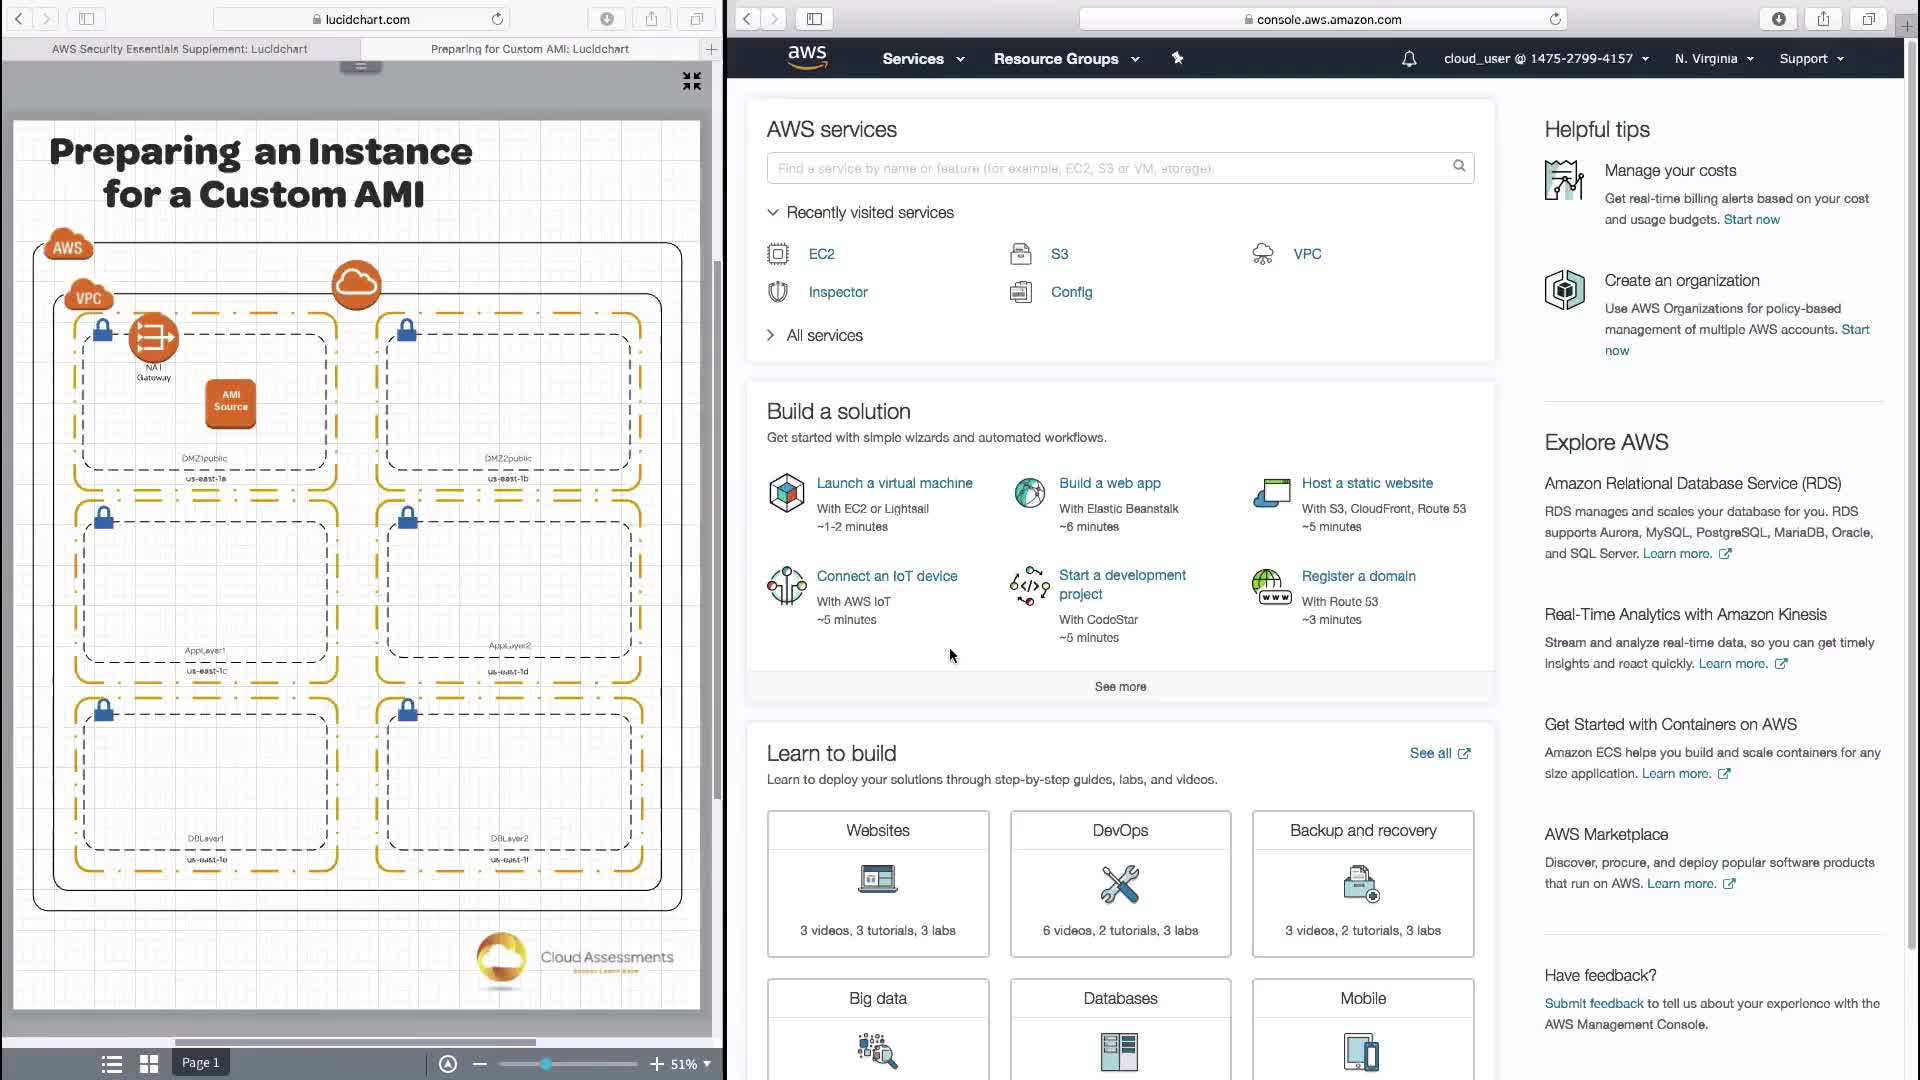 lucidchart.com
AWS Security Essentials Supplement: Lucidchart
Preparing for Custom AMI: Lucidchart
Preparing an Instance
for a Custom AMI
AWS
VPC
NAT
Gateway
AMI
Source
DMZ1public
us-east-1a
DMZ2public
us-east-1b
AppLayer1
us-east-1c
AppLayer2
us-east-1d
DBLayer1
us-east-1e
DBLayer2
us-east-1f
Cloud Assessments
Page 1
51%
console.aws.amazon.com
aws
Services
Resource Groups
cloud_user @ 1475-2799-4157
N. Virginia
Support
AWS services
Find a service by name or feature (for example, EC2, S3 or VM, storage).
Recently visited services
EC2
S3
VPC
Inspector
Config
All services
Build a solution
Get started with simple wizards and automated workflows.
Launch a virtual machine
With EC2 or Lightsail
~1-2 minutes
Build a web app
With Elastic Beanstalk
~6 minutes
Host a static website
With S3, CloudFront, Route 53
~5 minutes
Connect an IoT device
With AWS IoT
~5 minutes
Start a development
project
With CodeStar
~5 minutes
Register a domain
With Route 53
~3 minutes
WWW
See more
Learn to build
See all
Learn to deploy your solutions through step-by-step guides, labs, and videos.
Websites
3 videos, 3 tutorials, 3 labs
DevOps
6 videos, 2 tutorials, 3 labs
Backup and recovery
3 videos, 2 tutorials, 3 labs
Big data
Databases
Mobile
Helpful tips
Manage your costs
Get real-time billing alerts based on your cost
and usage budgets. Start now
Create an organization
Use AWS Organizations for policy-based
management of multiple AWS accounts. Start
now
Explore AWS
Amazon Relational Database Service (RDS)
RDS manages and scales your database for you. RDS
supports Aurora, MySQL, PostgreSQL, MariaDB, Oracle,
and SQL Server. Learn more.
Real-Time Analytics with Amazon Kinesis
Stream and analyze real-time data, so you can get timely
insights and react quickly. Learn more.
Get Started with Containers on AWS
Amazon ECS helps you build and scale containers for any
size application. Learn more.
AWS Marketplace
Discover, procure, and deploy popular software products
that run on AWS. Learn more.
Have feedback?
Submit feedback to tell us about your experience with the
AWS Management Console.